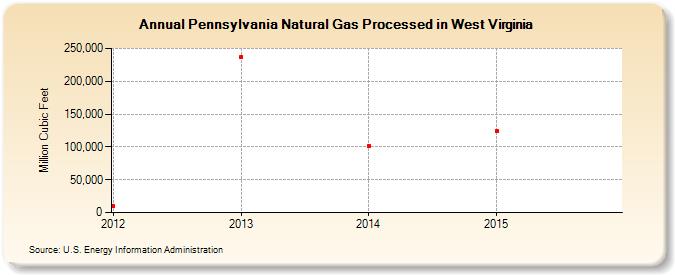 Annual Pennsylvania Natural Gas Processed in West Virginia
Million Cubic Feet
250,000
200,000
150,000
100,000
50,000
0
2012 2013 2014 2015
Source: U.S. Energy Information Administration